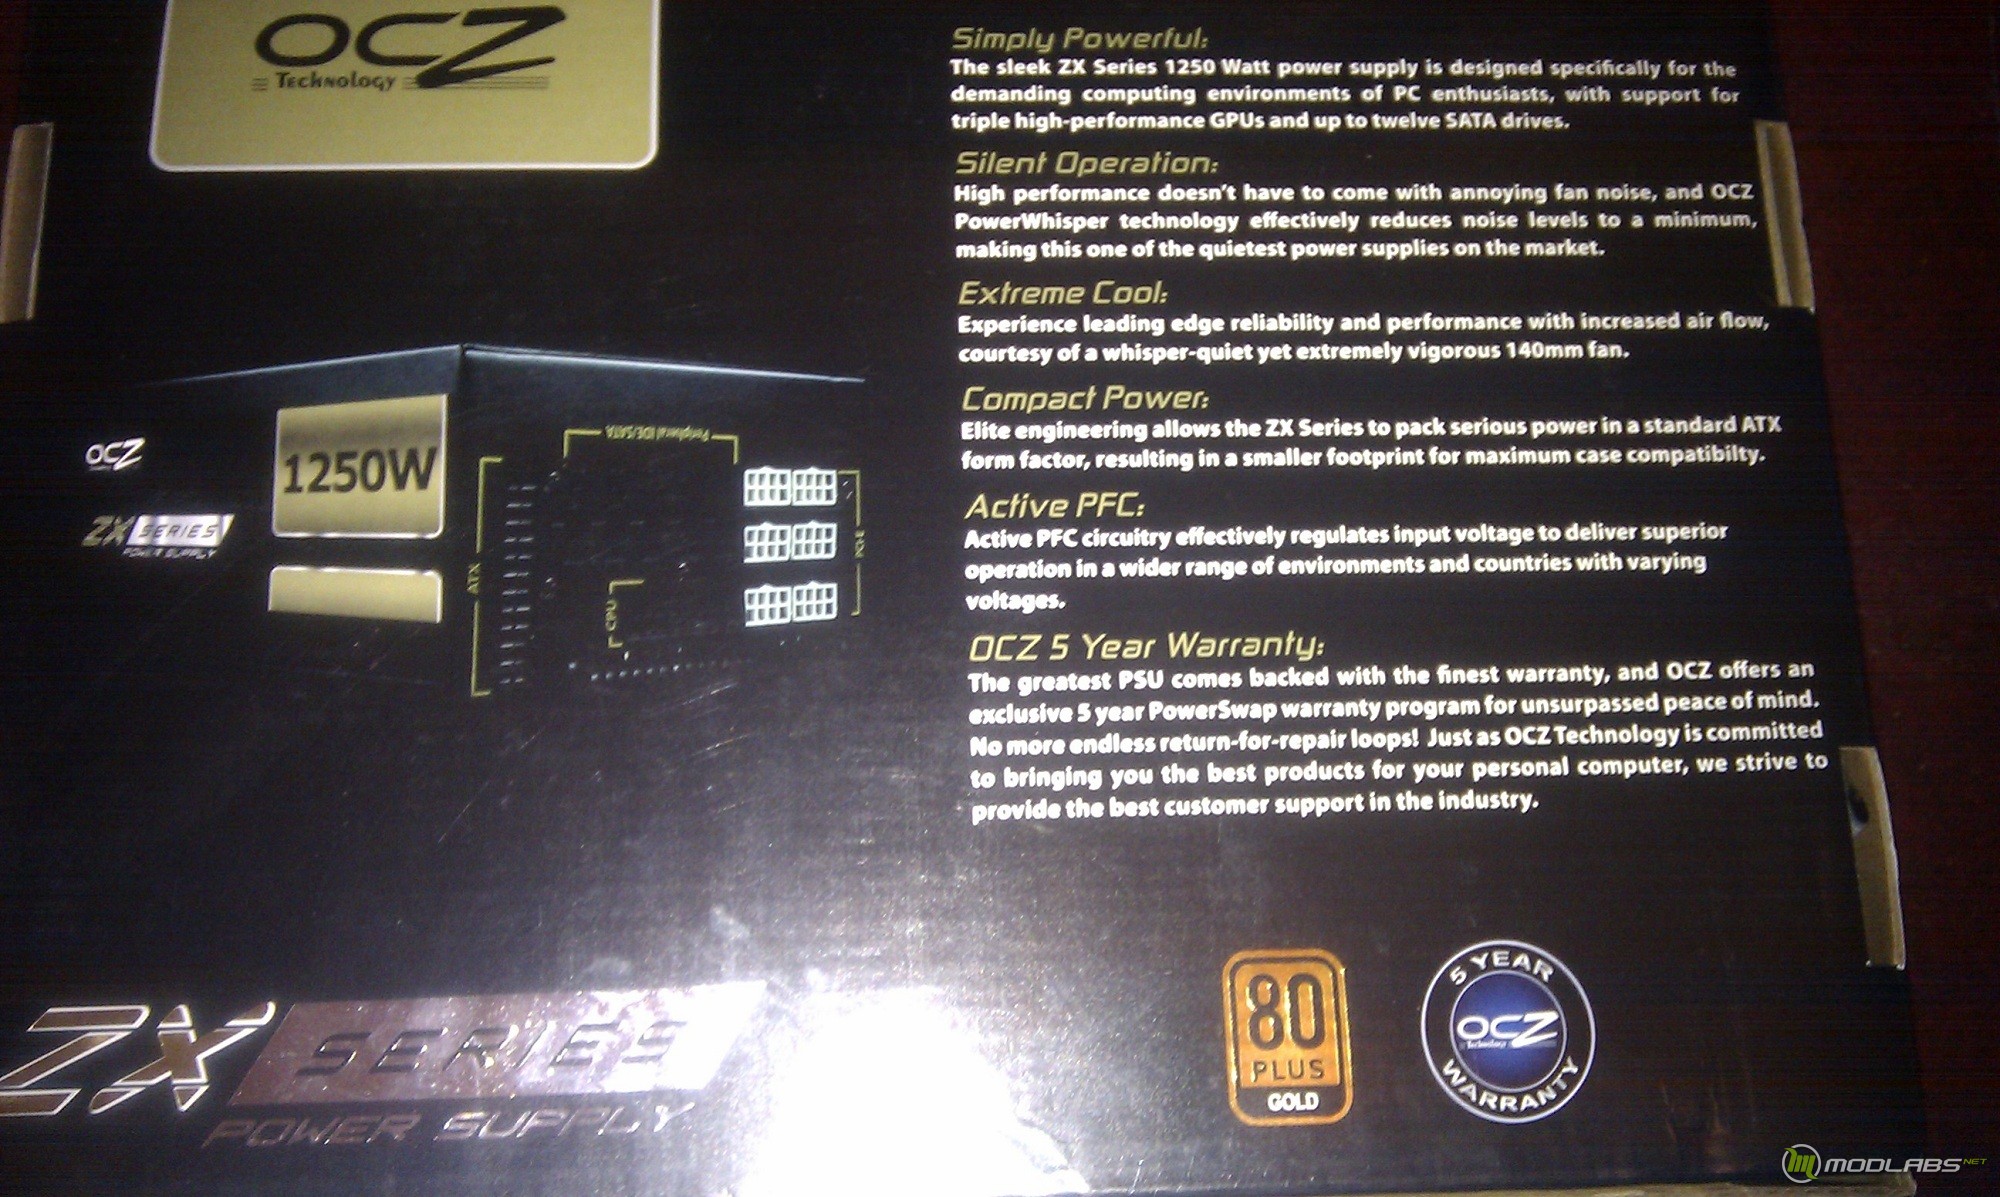 OCZ
Technology
Simply Powerful:
The sleek ZX Series 1250 Watt power supply is designed specifically for the
demanding computing environments of PC enthusiasts, with support for
triple high-performance GPUs and up to twelve SATA drives.
Silent Operation:
High performance doesn't have to come with annoying fan noise, and OCZ
PowerWhisper technology effectively reduces noise levels to a minimum,
making this one of the quietest power supplies on the market.
Extreme Cool:
Experience leading edge reliability and performance with increased air flow,
courtesy of a whisper-quiet yet extremely vigorous 140mm fan.
Compact Power:
Elite engineering allows the ZX Series to pack serious power in a standard ATX
form factor, resulting in a smaller footprint for maximum case compatibilty.
Active PFC:
Active PFC circuitry effectively regulates input voltage to deliver superior
operation in a wider range of environments and countries with varying
voltages.
OCZ 5 Year Warranty:
The greatest PSU comes backed with the finest warranty, and OCZ offers an
exclusive 5 year PowerSwap warranty program for unsurpassed peace of mind.
No more endless return-for-repair loops! Just as OCZ Technology is committed
to bringing you the best products for your personal computer, we strive to
provide the best customer support in the industry.
OCZ
ZX SERIES
POWER SUPPLY
1250W
Peripheral IDE/SATA
ATX
CPU
PCI-E
ZX SERIES
POWER SUPPLY
80
PLUS
GOLD
5 YEAR
OCZ
Technology
WARRANTY
MODLABS.NET